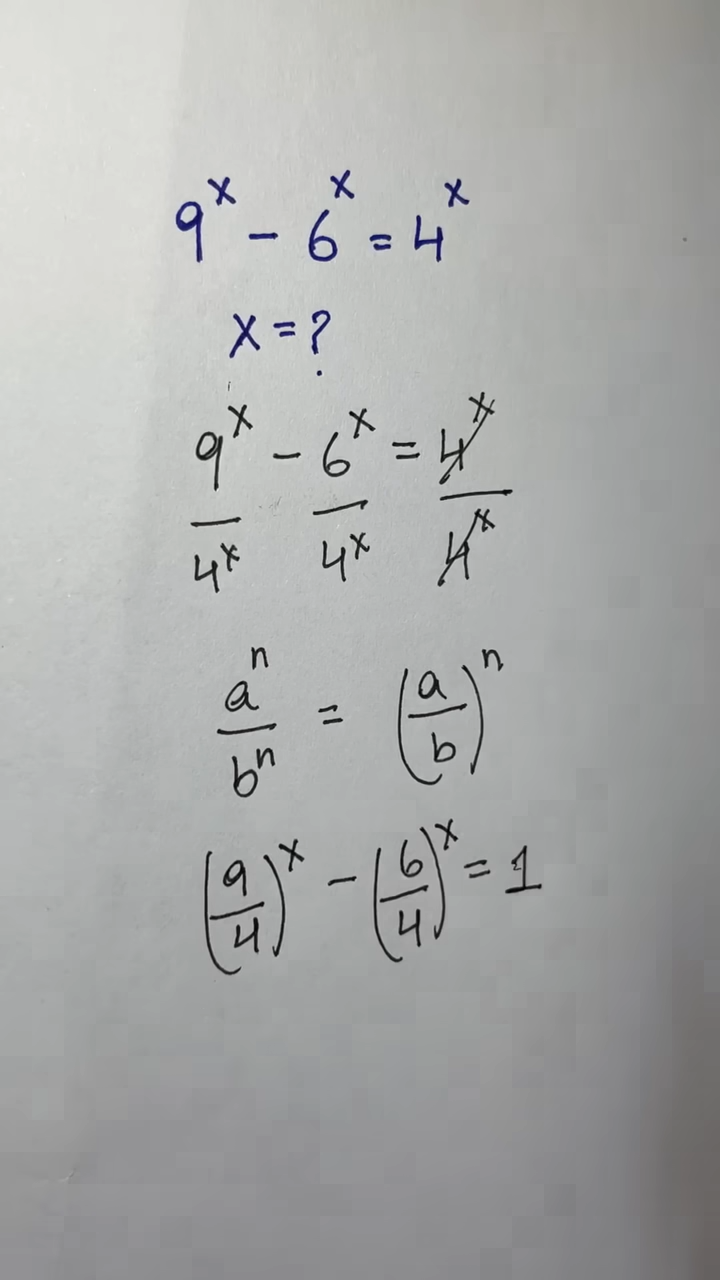 9^x - 6^x = 4^x
x = ?
9^x/4^x - 6^x/4^x = 4^x/4^x
a^n/b^n = (a/b)^n
(9/4)^x - (6/4)^x = 1